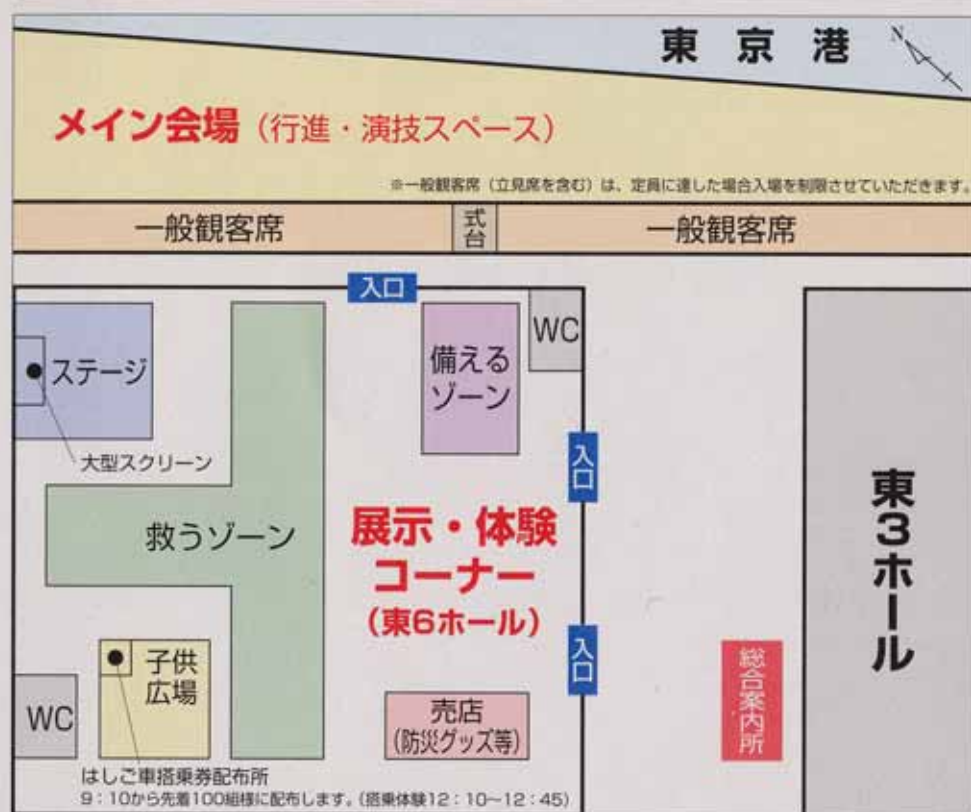 東京港
N
メイン会場（行進・演技スペース）
※一般観客席（立見席を含む）は、定員に達した場合入場を制限させていただきます。
一般観客席
式台
一般観客席
入口
ステージ
大型スクリーン
備える
ゾーン
WC
入口
救うゾーン
展示・体験
コーナー
（東6ホール）
入口
東3ホール
総合案内所
子供
広場
WC
売店
（防災グッズ等）
はしご車搭乗券配布所
9：10から先着100組様に配布します。（搭乗体験12：10～12：45）